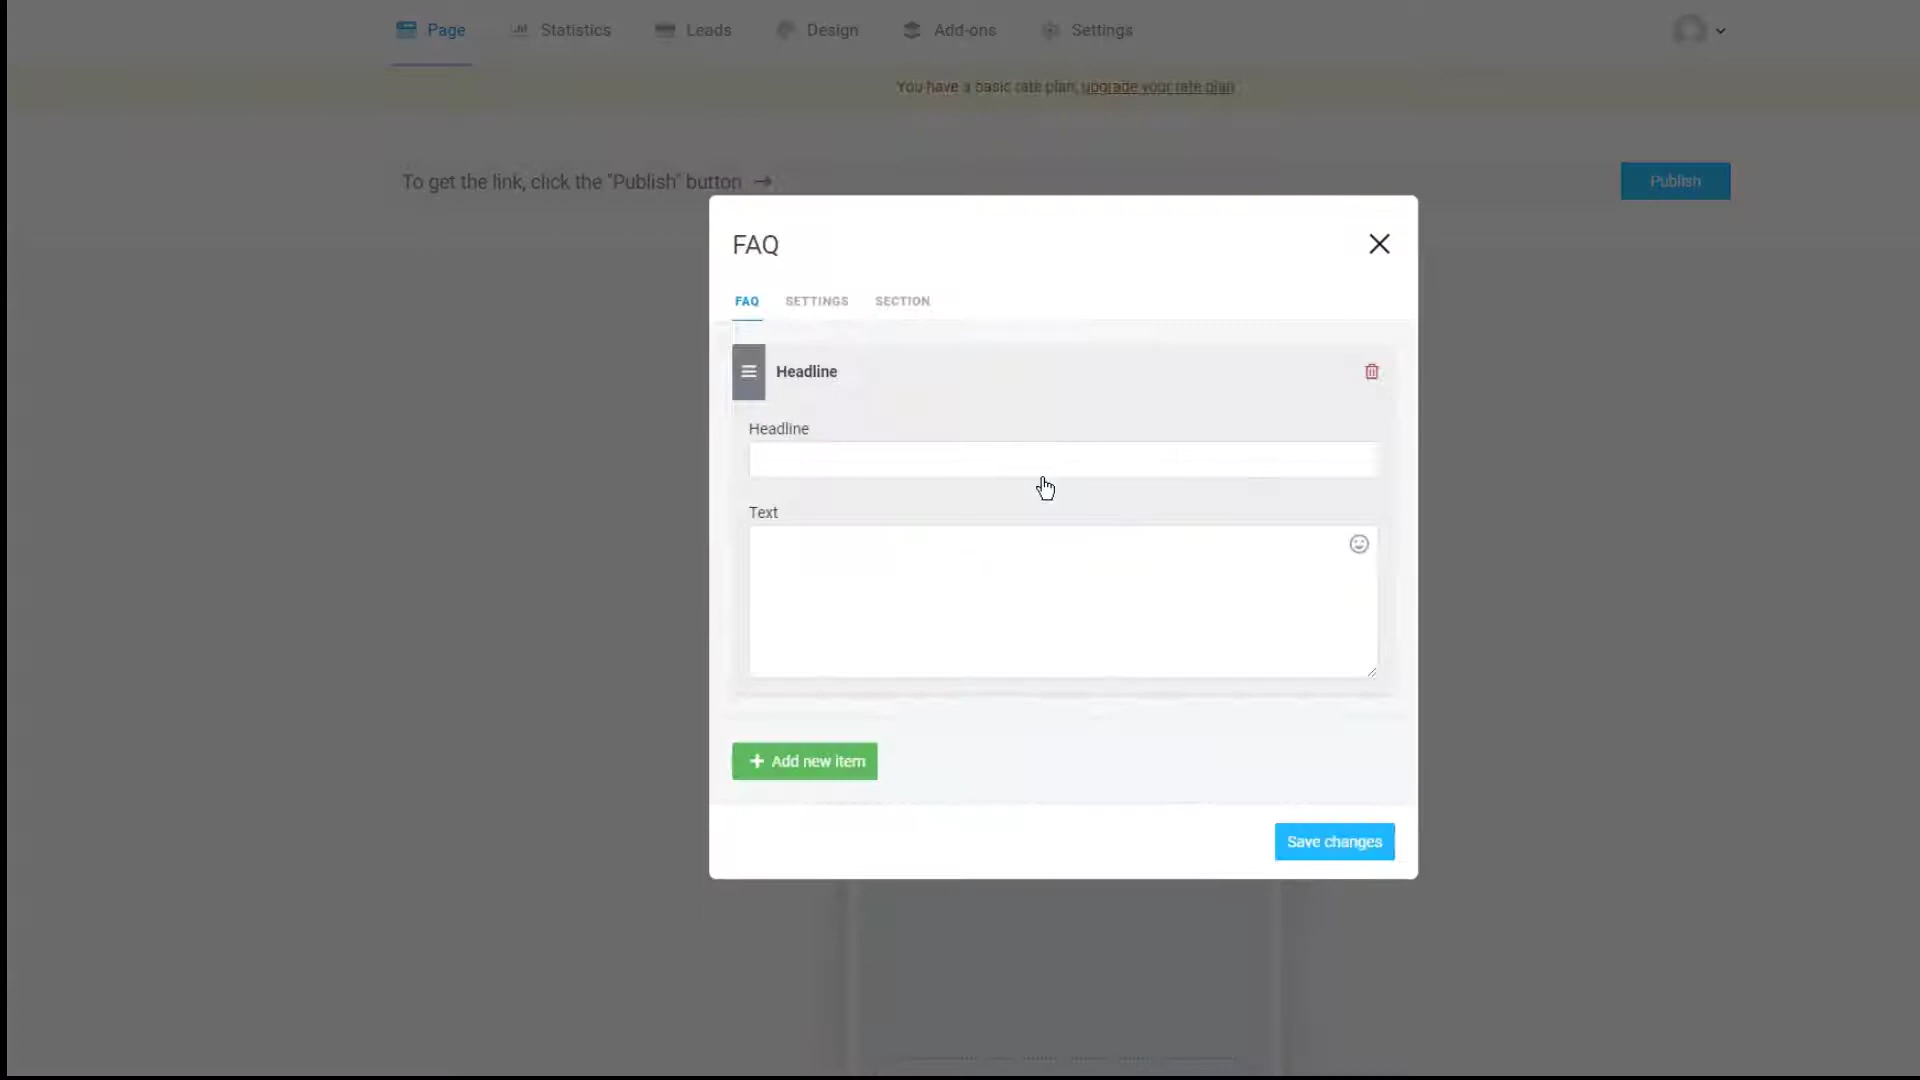 Page Statistics Leads Design Add-ons Settings
You have a basic rate plan, upgrade your rate plan
To get the link, click the "Publish" button →
Publish
FAQ
FAQ SETTINGS SECTION
Headline
Headline
Text
+ Add new item
Save changes